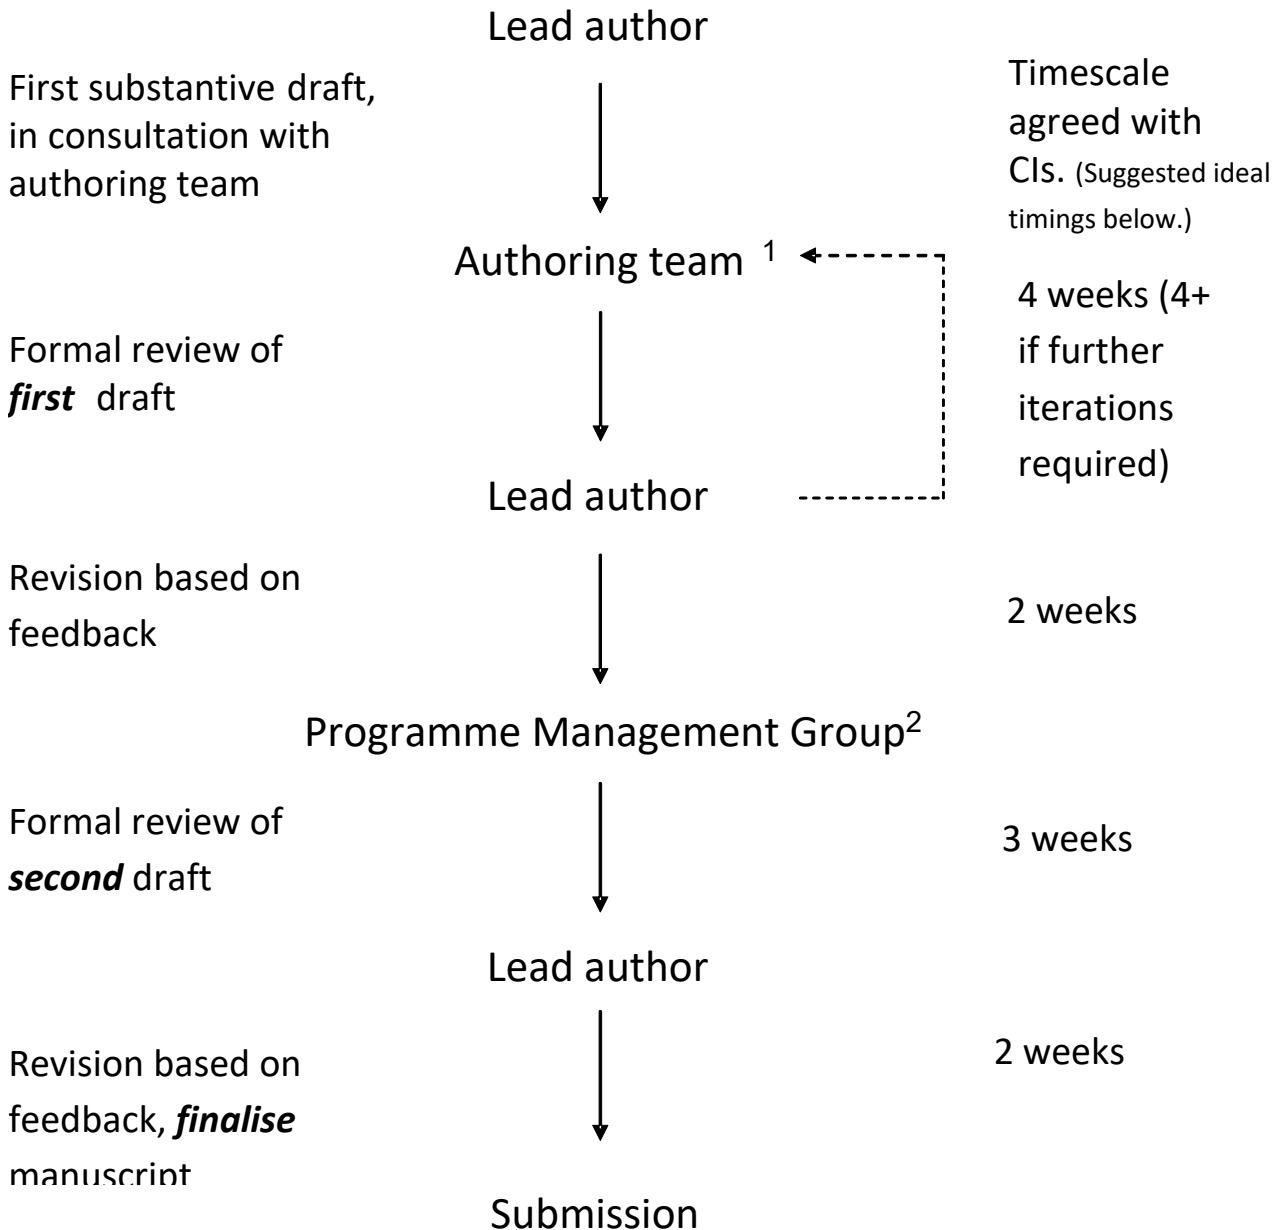 Lead author
First substantive draft,
in consultation with
authoring team
Timescale
agreed with
CIs. (Suggested ideal
timings below.)
Authoring team 1
4 weeks (4+
if further
iterations
required)
Formal review of
first draft
Lead author
Revision based on
feedback
2 weeks
Programme Management Group2
Formal review of
second draft
3 weeks
Lead author
Revision based on
feedback, finalise
manuscript
2 weeks
Submission